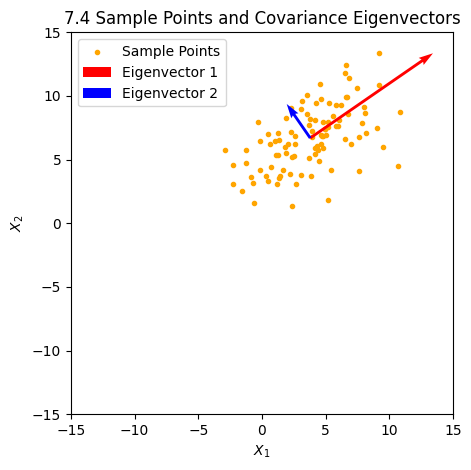 7.4 Sample Points and Covariance Eigenvectors
Sample Points
Eigenvector 1
Eigenvector 2
15
10
5
0
−5
−10
−15
X2
−15
−10
−5
0
5
10
15
X1